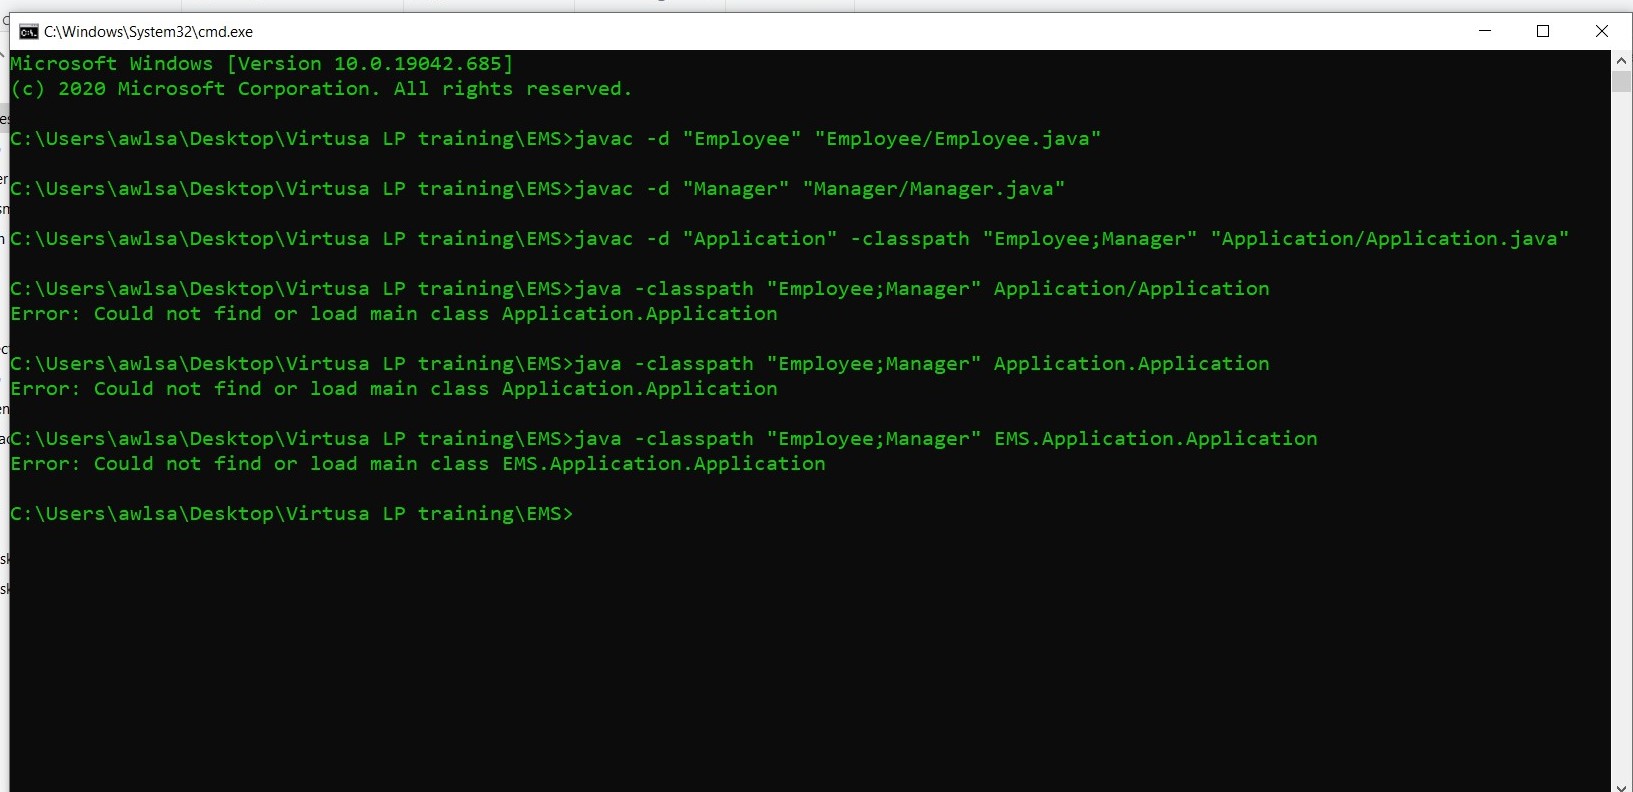 C:\Windows\System32\cmd.exe
Microsoft Windows [Version 10.0.19042.685]
(c) 2020 Microsoft Corporation. All rights reserved.
C:\Users\awlsa\Desktop\Virtusa LP training\EMS>javac -d "Employee" "Employee/Employee.java"
C:\Users\awlsa\Desktop\Virtusa LP training\EMS>javac -d "Manager" "Manager/Manager.java"
C:\Users\awlsa\Desktop\Virtusa LP training\EMS>javac -d "Application" -classpath "Employee;Manager" "Application/Application.java"
C:\Users\awlsa\Desktop\Virtusa LP training\EMS>java -classpath "Employee;Manager" Application/Application
Error: Could not find or load main class Application.Application
C:\Users\awlsa\Desktop\Virtusa LP training\EMS>java -classpath "Employee;Manager" Application.Application
Error: Could not find or load main class Application.Application
C:\Users\awlsa\Desktop\Virtusa LP training\EMS>java -classpath "Employee;Manager" EMS.Application.Application
Error: Could not find or load main class EMS.Application.Application
C:\Users\awlsa\Desktop\Virtusa LP training\EMS>